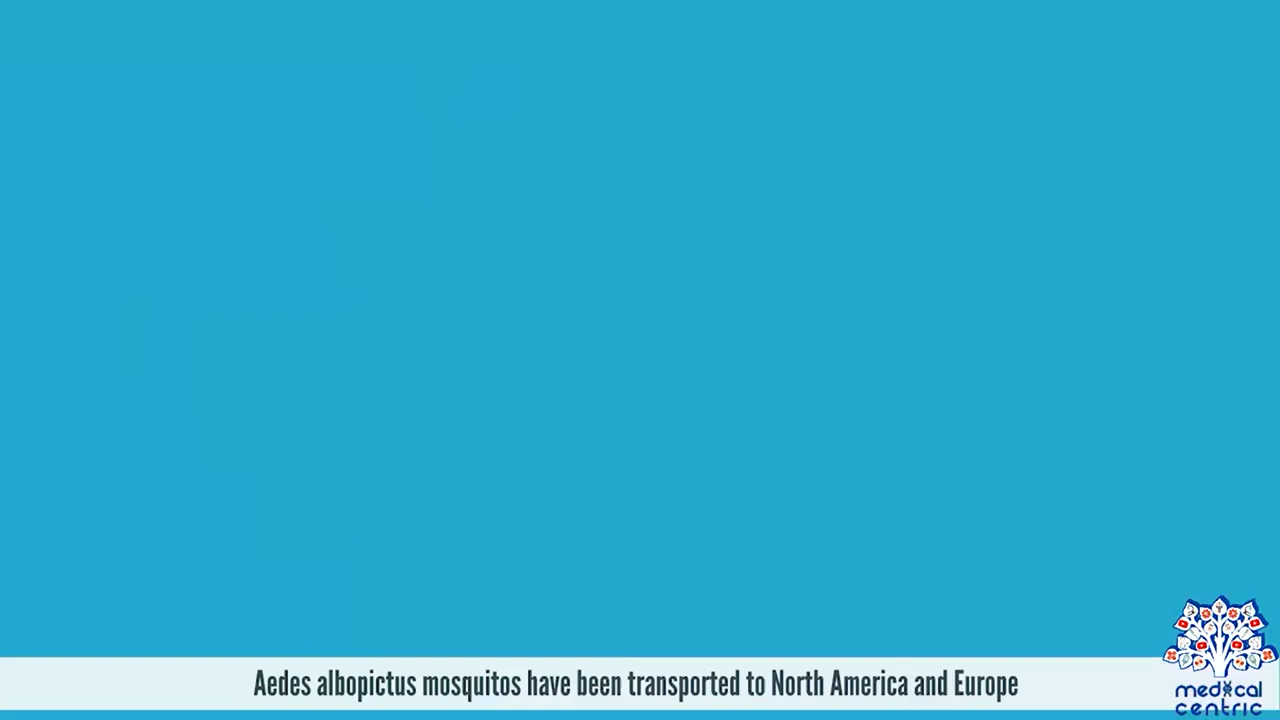 Aedes albopictus mosquitos have been transported to North America and Europe
medical
centric